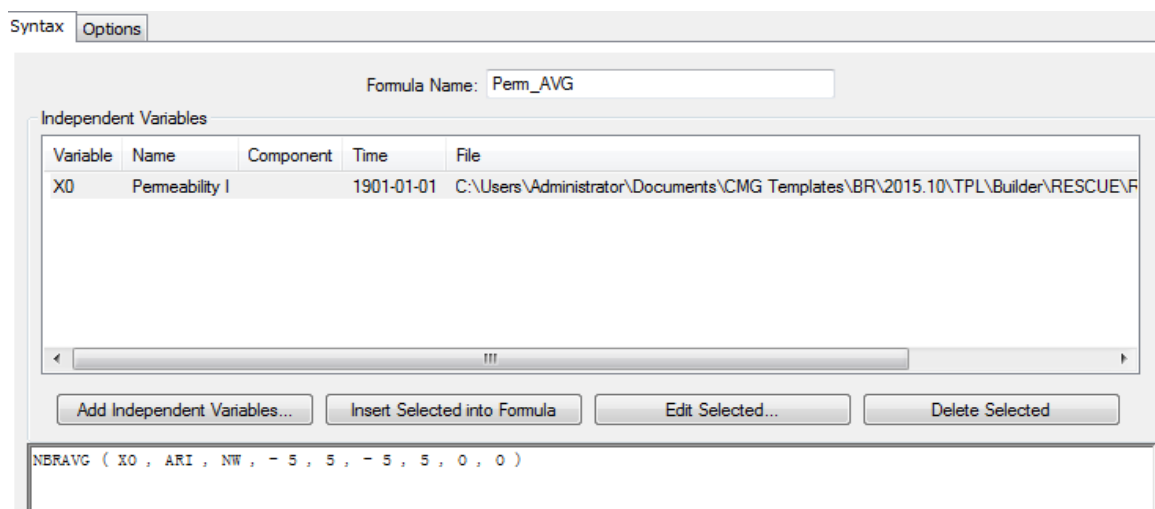 Syntax Options
Formula Name: Perm_AVG
Independent Variables
Variable Name Component Time File
X0 Permeability I 1901-01-01 C:\Users\Administrator\Documents\CMG Templates\BR\2015.10\TPL\Builder\RESCUE\R
Add Independent Variables... Insert Selected into Formula Edit Selected... Delete Selected
NBRAVG ( X0 , ARI , NW , - 5 , 5 , - 5 , 5 , 0 , 0 )